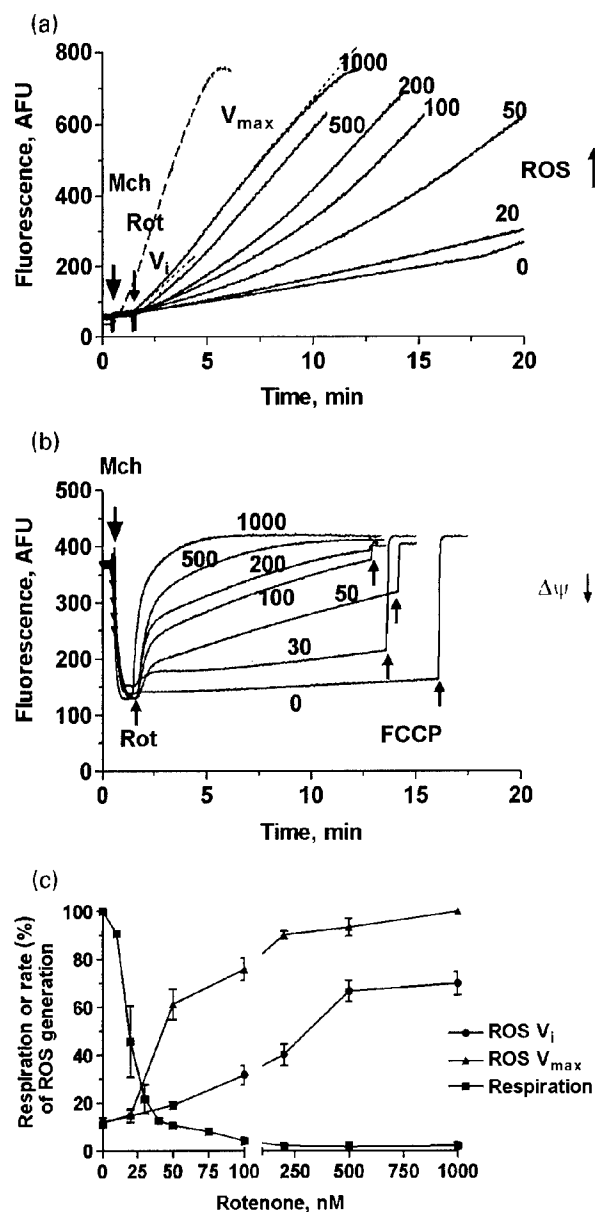 (a)
800
600
400
200
0
Fluorescence, AFU
Mch
Rot
Vi
Vmax
1000
500
200
100
50
20
0
ROS
0 5 10 15 20
Time, min
(b)
Mch
500
400
300
200
100
0
Fluorescence, AFU
1000
500
200
100
50
30
0
Rot
FCCP
Δψ
0 5 10 15 20
Time, min
(c)
100
80
60
40
20
0
Respiration or rate (%)
of ROS generation
ROS Vi
ROS Vmax
Respiration
0 25 50 75 100 250 500 750 1000
Rotenone, nM